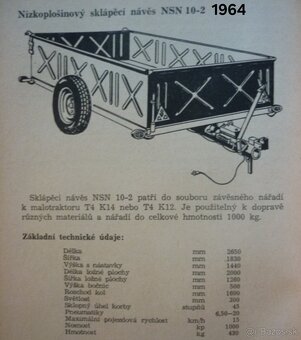 Nízkoplošinový sklápěcí návěs NSN 10-2 1964
Sklápěcí návěs NSN 10-2 patří do souboru závěsného nářadí
k malotraktoru T4 K14 nebo T4 K12. Je použitelný k dopravě
různých materiálů a nářadí do celkové hmotnosti 1000 kg.
Základní technické údaje:
Délka mm 2650
Šířka mm 1830
Výška s nástavky mm 1440
Délka ložné plochy mm 2000
Šířka ložné plochy mm 1260
Výška bočnic mm 500
Rozchod kol mm 1600
Světlost mm 300
Sklopný úhel korby stupňů 45
Pneumatiky 6,50-20
Maximální pojezdová rychlost km/h 15
Nosnost kp 1000
Hmotnost kg 430